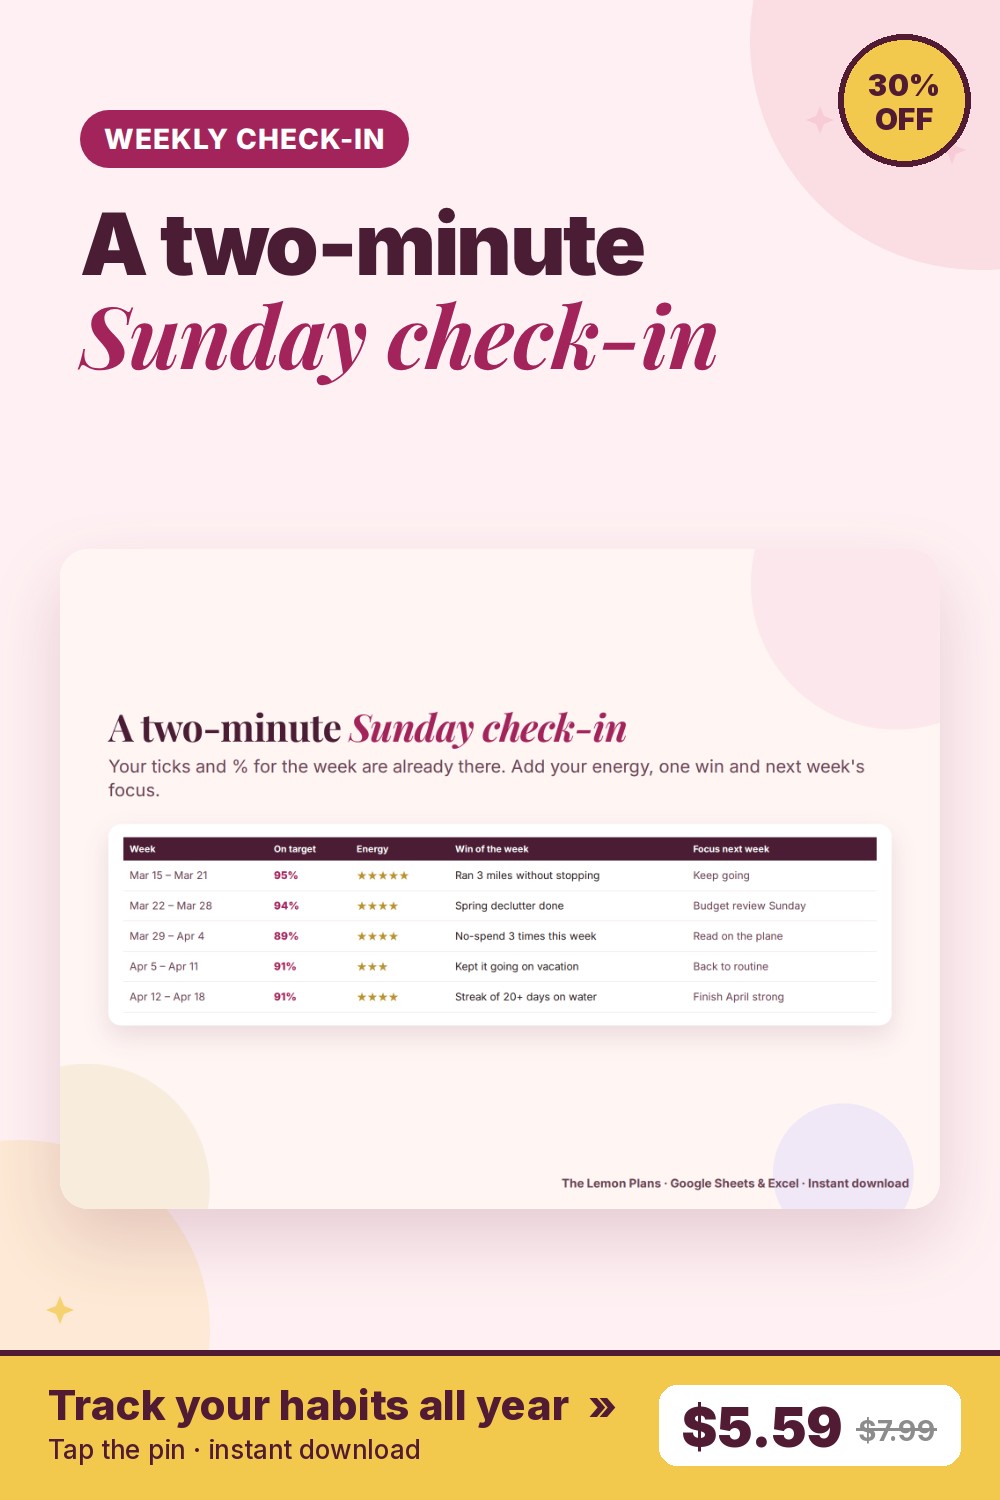 30%
OFF
WEEKLY CHECK-IN
A two-minute
Sunday check-in
A two-minute Sunday check-in
Your ticks and % for the week are already there. Add your energy, one win and next week's
focus.
Week On target Energy Win of the week Focus next week
Mar 15 – Mar 21 95% ★★★★★ Ran 3 miles without stopping Keep going
Mar 22 – Mar 28 94% ★★★★ Spring declutter done Budget review Sunday
Mar 29 – Apr 4 89% ★★★★ No-spend 3 times this week Read on the plane
Apr 5 – Apr 11 91% ★★★ Kept it going on vacation Back to routine
Apr 12 – Apr 18 91% ★★★★ Streak of 20+ days on water Finish April strong
The Lemon Plans · Google Sheets & Excel · Instant download
Track your habits all year »
Tap the pin · instant download
$5.59 $7.99